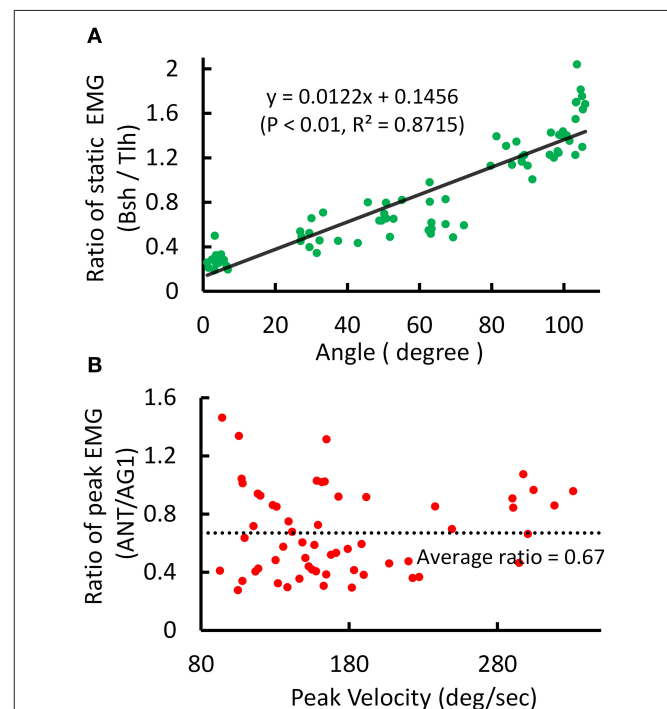 A
2
1.6
1.2
0.8
0.4
0
Ratio of static EMG
(Bsh / Tlh)
y = 0.0122x + 0.1456
(P < 0.01, R² = 0.8715)
0 20 40 60 80 100
Angle ( degree )
B
1.6
1.2
0.8
0.4
0
Ratio of peak EMG
(ANT/AG1)
Average ratio = 0.67
80 180 280
Peak Velocity (deg/sec)